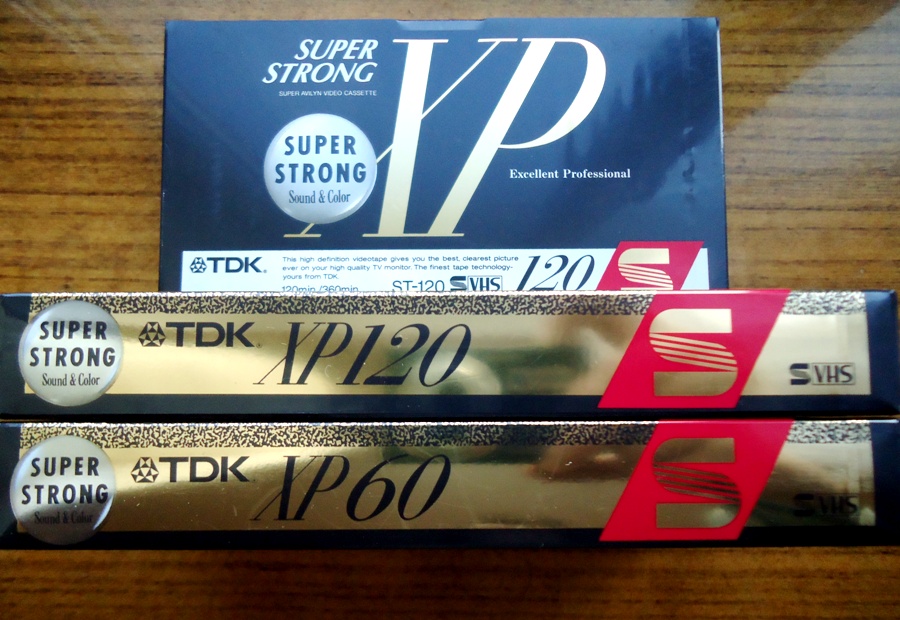 SUPER
STRONG
SUPER AVILYN VIDEO CASSETTE
XP
SUPER
STRONG
Sound & Color
Excellent Professional
TDK®
This high definition videotape gives you the best, clearest picture
ever on your high quality TV monitor. The finest tape technology-
yours from TDK.
120min./360min.
ST-120 S VHS
120
S
SUPER
STRONG
Sound & Color
TDK®
XP120
S
S VHS
SUPER
STRONG
Sound & Color
TDK®
XP60
S
S VHS